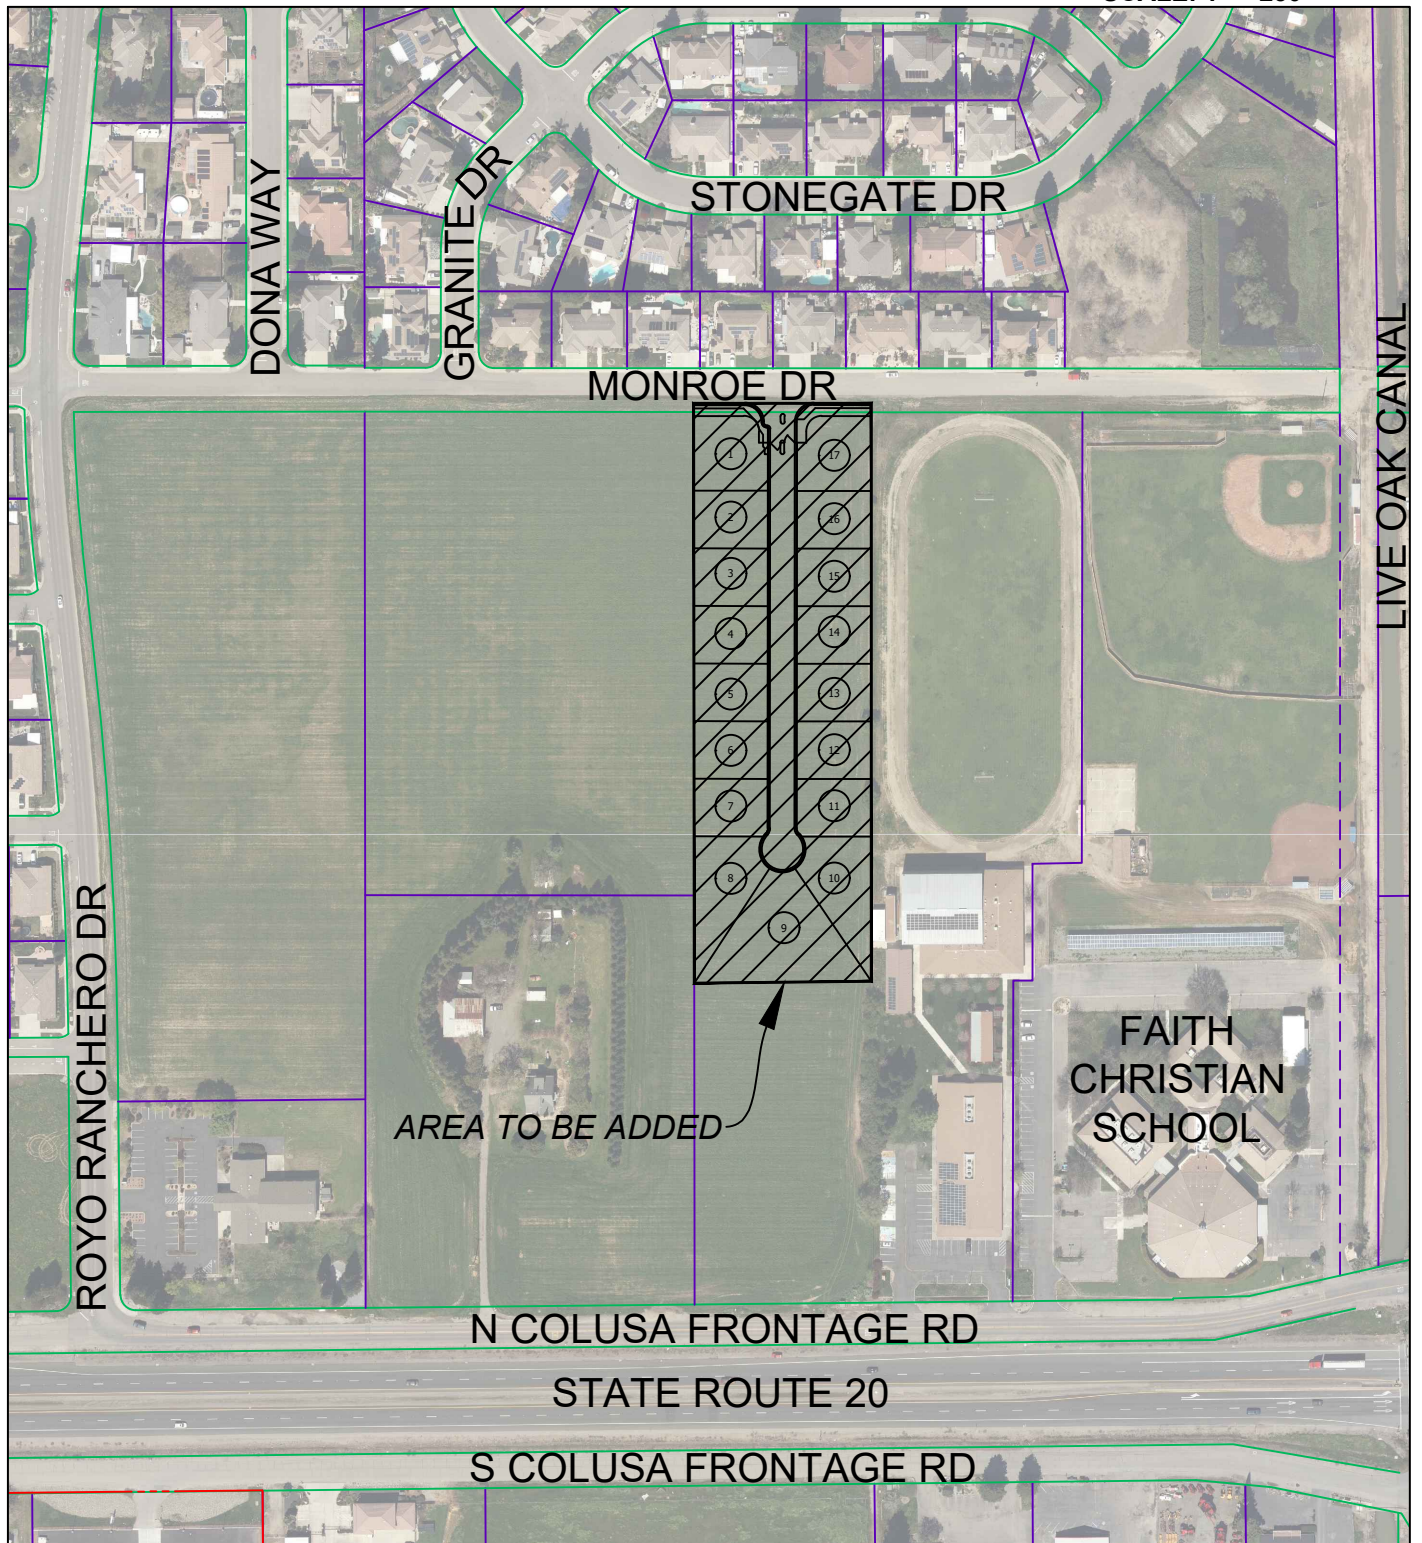 DONA WAY
GRANITE DR
STONEGATE DR
MONROE DR
LIVE OAK CANAL
1
17
2
16
3
15
4
14
5
13
6
12
7
11
8
10
9
ROYO RANCHERO DR
AREA TO BE ADDED
FAITH
CHRISTIAN
SCHOOL
N COLUSA FRONTAGE RD
STATE ROUTE 20
S COLUSA FRONTAGE RD